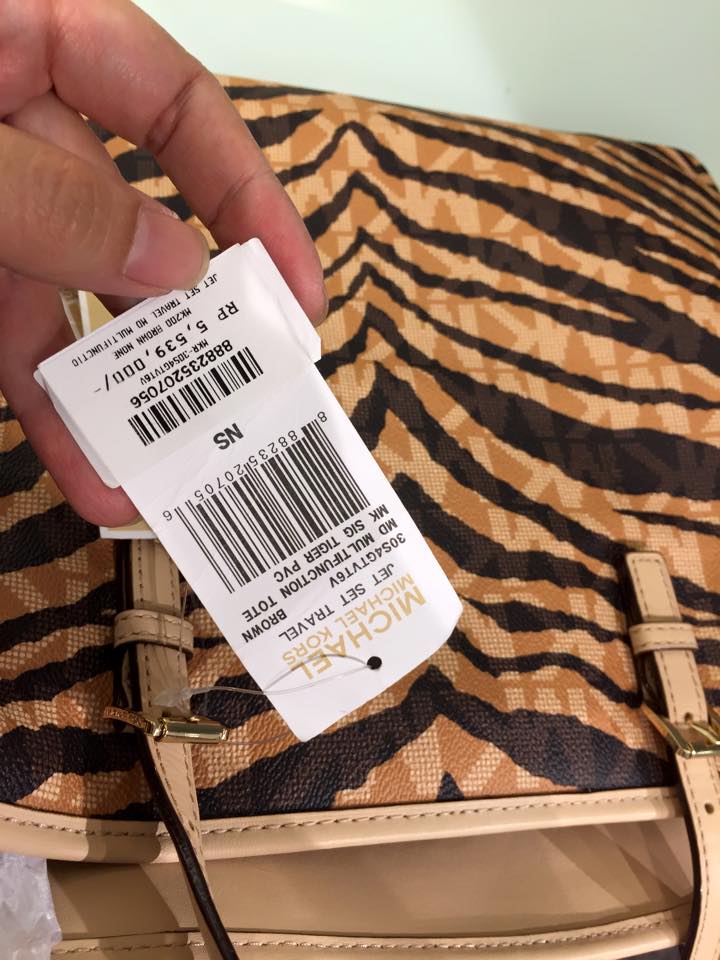 MICHAEL
MICHAEL KORS
JET SET TRAVEL
30S4GTVT6V BROWN
MD MULTIFUNCTION TOTE
MK SIG TIGER PVC
8 88235 20705 6
NS
888235207056
MKR-30S4GTVT6V
RP 5,539,000/-
MK200 BROWN NONE
JET SET TRAVEL MD MULTIFUNCTIO